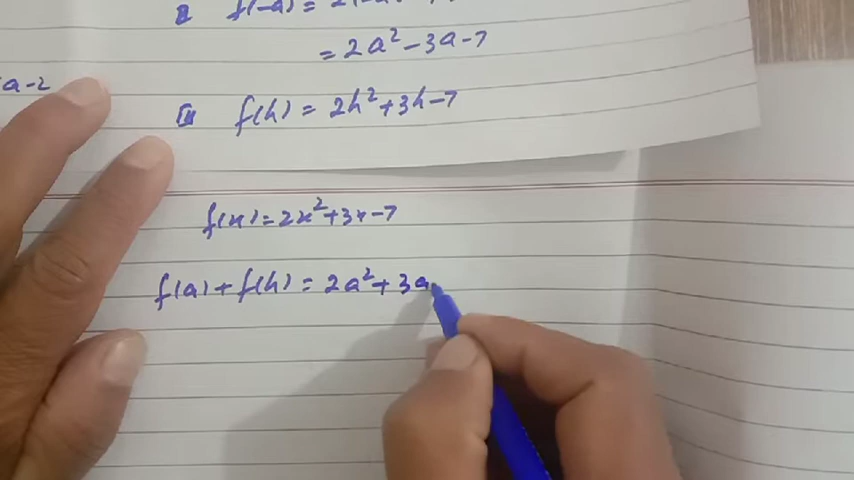 f(-a) =
= 2a² - 3a - 7
a - 2
f(h) = 2h² + 3h - 7
f(x) = 2x² + 3x - 7
f(a) + f(h) = 2a² + 3a